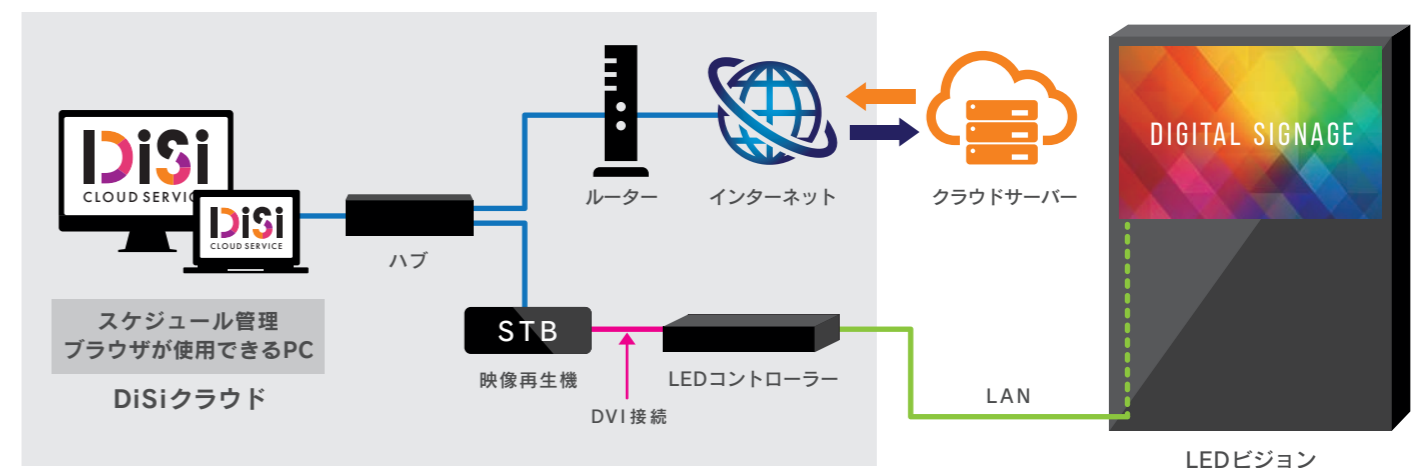 DiSi
CLOUD SERVIC
DiSi
CLOUD SERVICE
スケジュール管理
ブラウザが使用できるPC
DiSiクラウド
ハブ
ルーター
インターネット
クラウドサーバー
DIGITAL SIGNAGE
STB
映像再生機
DVI接続
LEDコントローラー
LAN
LEDビジョン